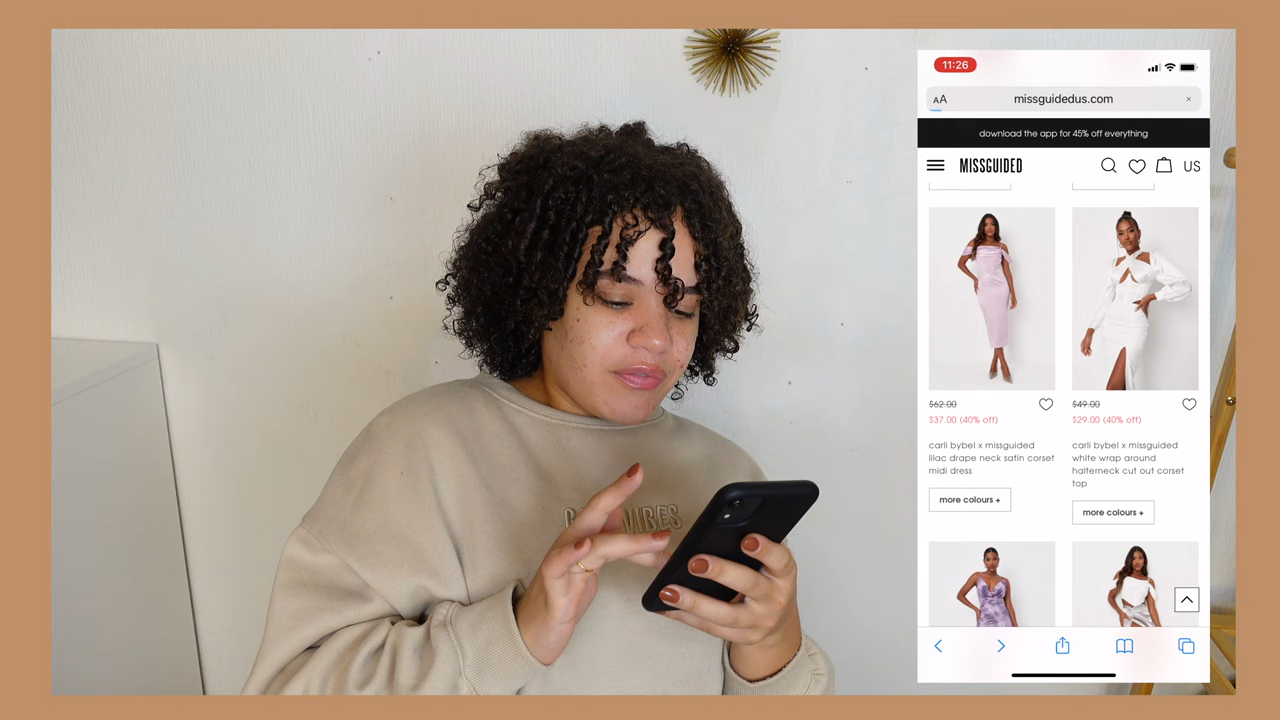 11:26
AA
missguidedus.com
download the app for 45% off everything
MISSGUIDED
US
$62.00
$37.00 (40% off)
carli bybel x missguided
lilac drape neck satin corset
midi dress
more colours +
$49.00
$29.00 (40% off)
carli bybel x missguided
white wrap around
halterneck cut out corset
top
more colours +
VIBES